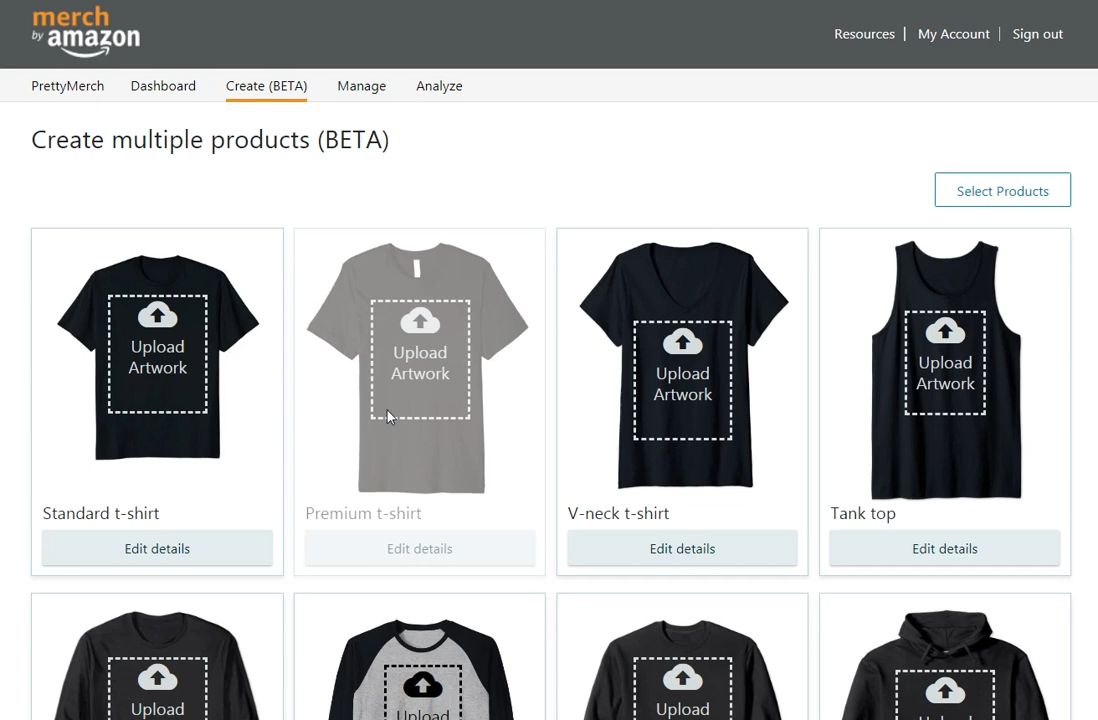 merch
by amazon
Resources | My Account | Sign out
PrettyMerch Dashboard Create (BETA) Manage Analyze
Create multiple products (BETA)
Select Products
Upload
Artwork
Upload
Artwork
Upload
Artwork
Upload
Artwork
Standard t-shirt
Premium t-shirt
V-neck t-shirt
Tank top
Edit details
Edit details
Edit details
Edit details
Upload
Upload
Upload
Upload